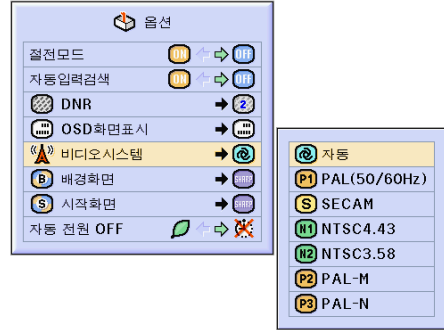 옵션
절전모드 ON OFF
자동입력검색 ON OFF
DNR 2
OSD화면표시
비디오시스템
B 배경화면 SHARP
S 시작화면 SHARP
자동 전원 OFF
자동
P1 PAL(50/60Hz)
S SECAM
N1 NTSC4.43
N2 NTSC3.58
P2 PAL-M
P3 PAL-N